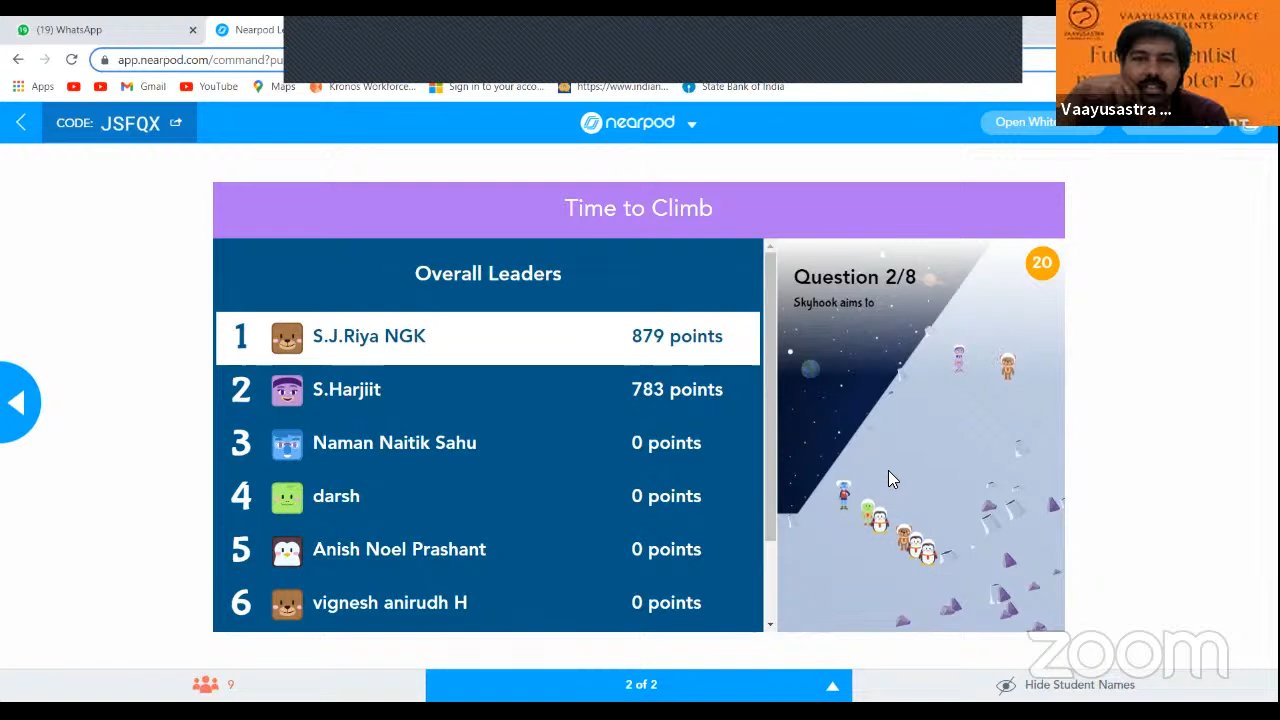 (19) WhatsApp
Nearpod Le
app.nearpod.com/command?pu
Apps
Gmail
YouTube
Maps
Kronos Workforce...
Sign in to your acco...
https://www.indian...
State Bank of India
VAAYUSASTRA AEROSPACE
Vaayusastra ...
CODE: JSFQX
nearpod
Open Whit
Time to Climb
Overall Leaders
1 S.J.Riya NGK 879 points
2 S.Harjiit 783 points
3 Naman Naitik Sahu 0 points
4 darsh 0 points
5 Anish Noel Prashant 0 points
6 vignesh anirudh H 0 points
Question 2/8
20
Skyhook aims to
zoom
9
2 of 2
Hide Student Names